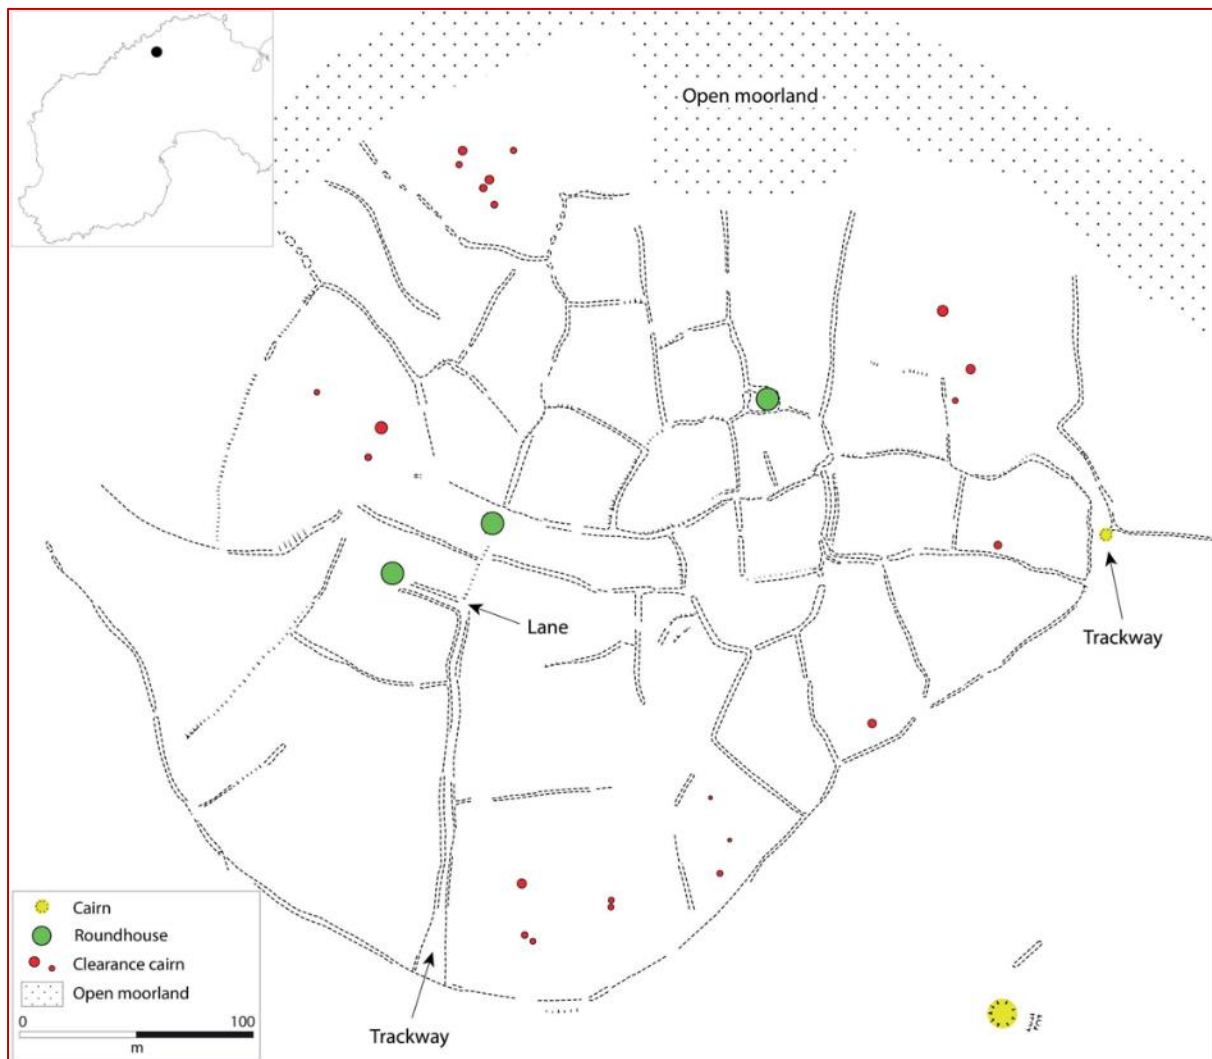 Open moorland
Lane
Trackway
Trackway
Cairn
Roundhouse
Clearance cairn
Open moorland
0 100
m